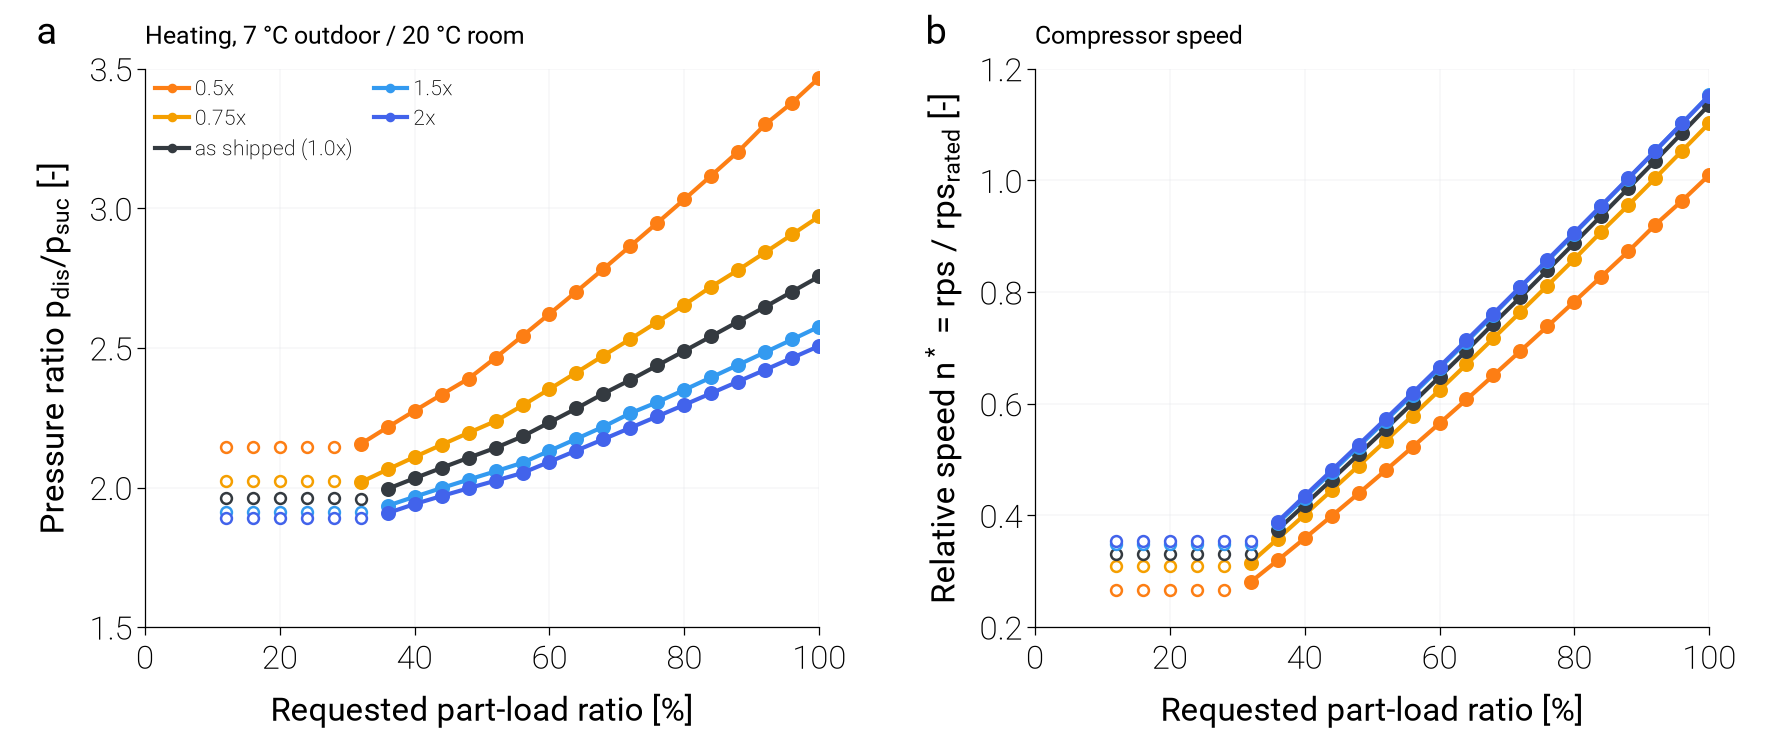 a
Heating, 7 °C outdoor / 20 °C room
0.5x
0.75x
as shipped (1.0x)
1.5x
2x
Pressure ratio pdis/psuc [-]
3.5
3.0
2.5
2.0
1.5
0 20 40 60 80 100
Requested part-load ratio [%]
b
Compressor speed
Relative speed n* = rps / rpsrated [-]
1.2
1.0
0.8
0.6
0.4
0.2
0 20 40 60 80 100
Requested part-load ratio [%]